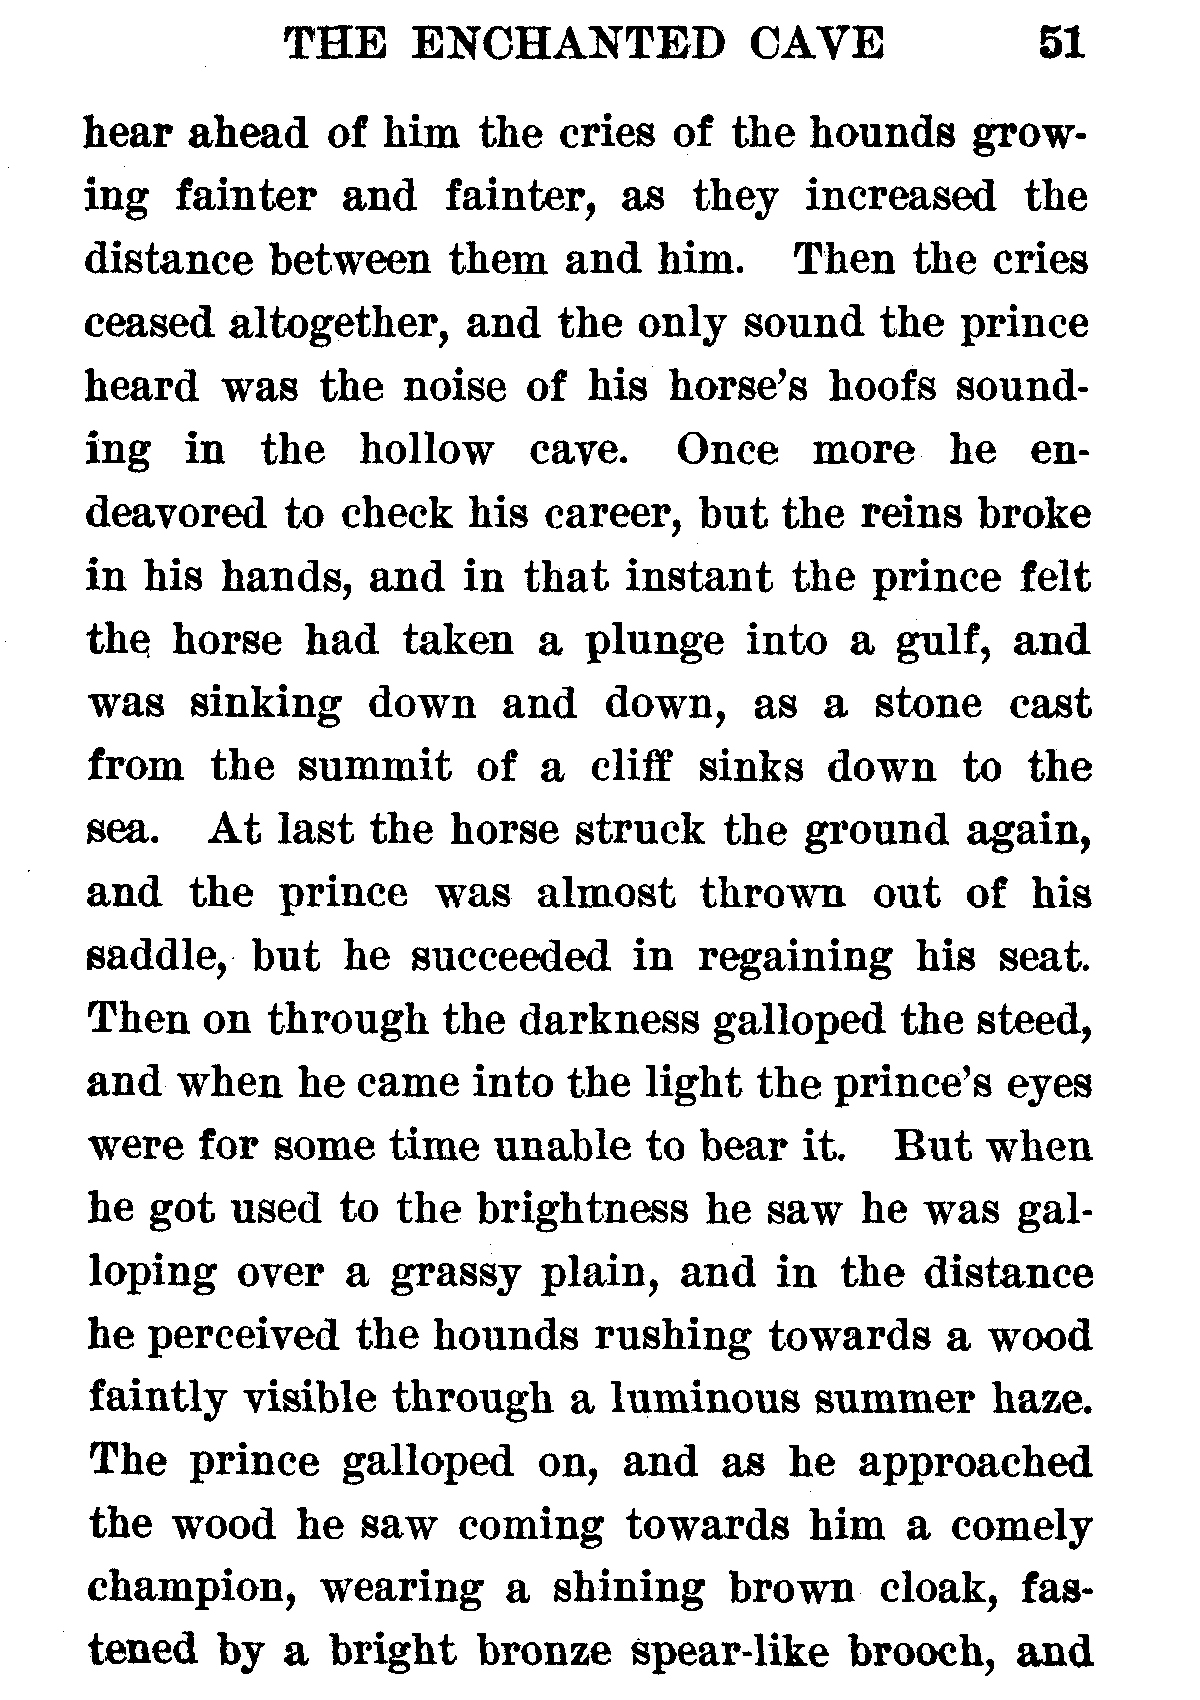 THE ENCHANTED CAVE 51
hear ahead of him the cries of the hounds grow-
ing fainter and fainter, as they increased the
distance between them and him. Then the cries
ceased altogether, and the only sound the prince
heard was the noise of his horse's hoofs sound-
ing in the hollow cave. Once more he en-
deavored to check his career, but the reins broke
in his hands, and in that instant the prince felt
the horse had taken a plunge into a gulf, and
was sinking down and down, as a stone cast
from the summit of a cliff sinks down to the
sea. At last the horse struck the ground again,
and the prince was almost thrown out of his
saddle, but he succeeded in regaining his seat.
Then on through the darkness galloped the steed,
and when he came into the light the prince's eyes
were for some time unable to bear it. But when
he got used to the brightness he saw he was gal-
loping over a grassy plain, and in the distance
he perceived the hounds rushing towards a wood
faintly visible through a luminous summer haze.
The prince galloped on, and as he approached
the wood he saw coming towards him a comely
champion, wearing a shining brown cloak, fas-
tened by a bright bronze spear-like brooch, and